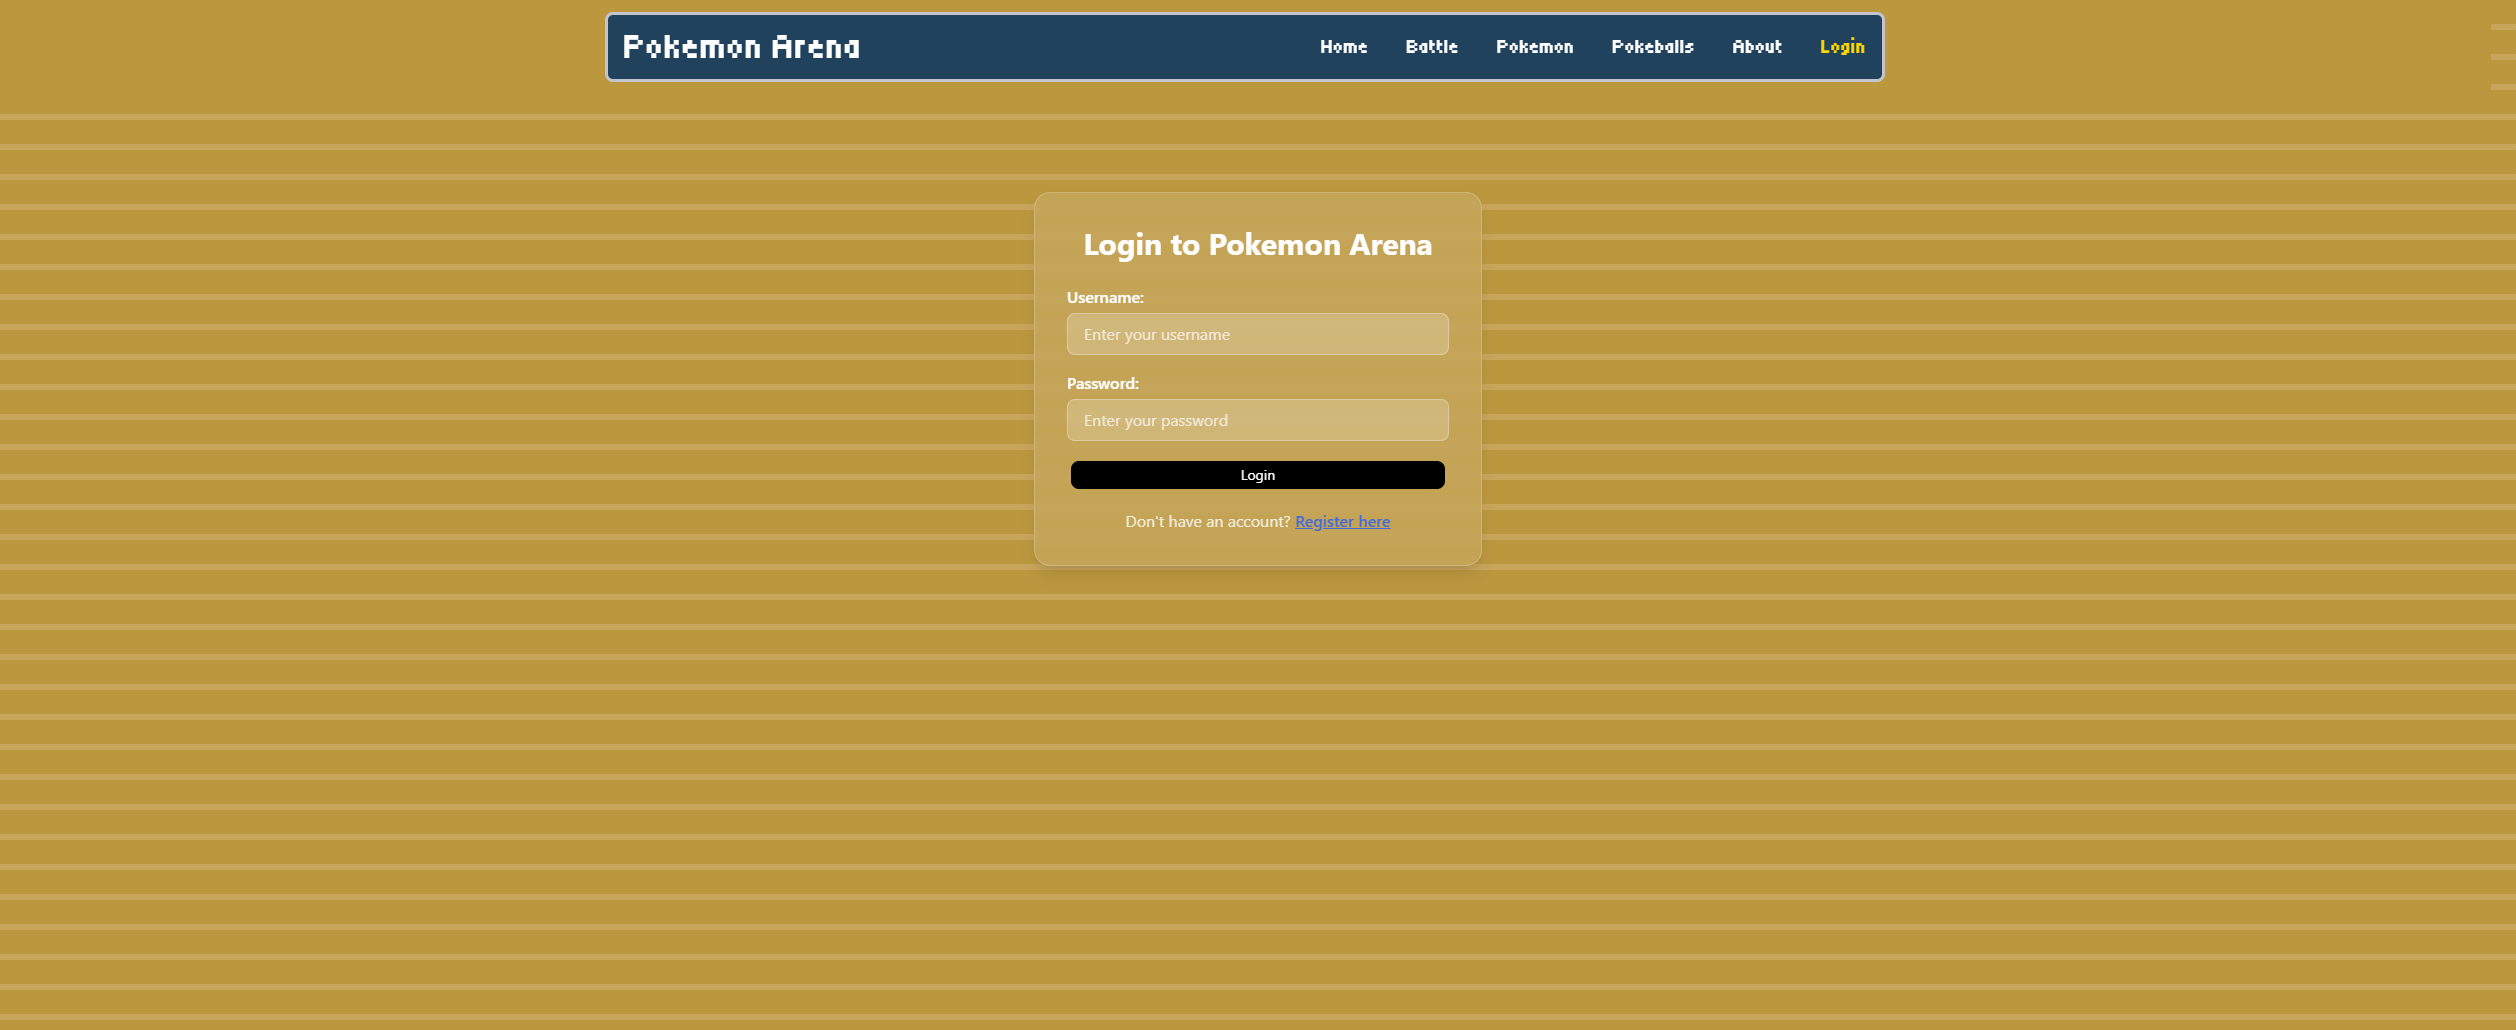 Pokemon Arena Home Battle Pokemon Pokeballs About Login
Login to Pokemon Arena
Username:
Enter your username
Password:
Enter your password
Login
Don't have an account? Register here